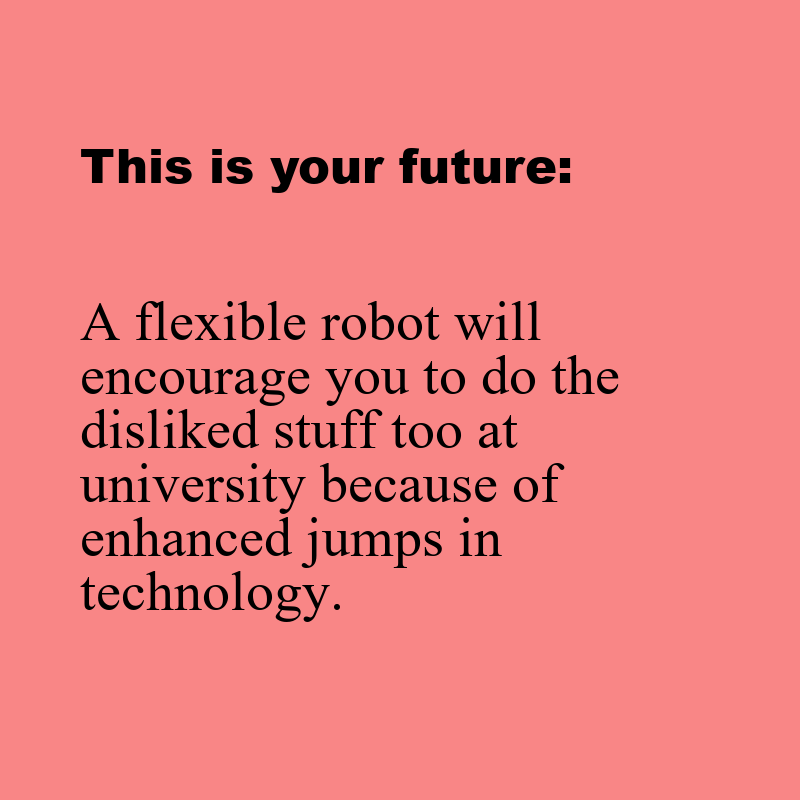 This is your future:
A flexible robot will
encourage you to do the
disliked stuff too at
university because of
enhanced jumps in
technology.